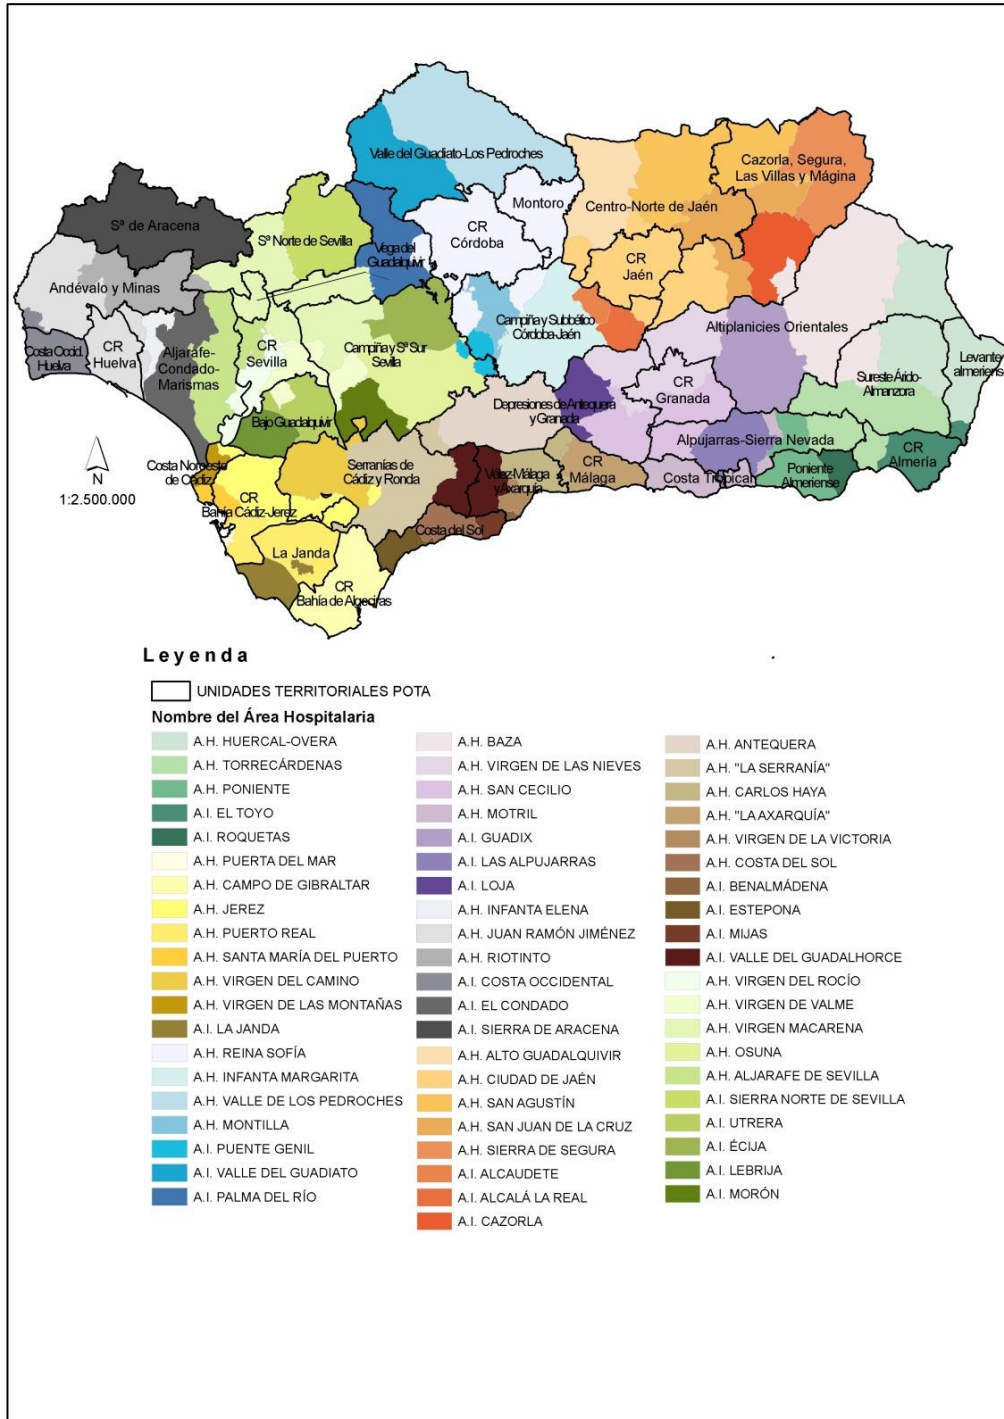 Valle del Guadiato-Los Pedroches
Cazorla, Segura,
Las Villas y Mágina
Montoro
Centro-Norte de Jaén
Sª de Aracena
Sª Norte de Sevilla
CR
Córdoba
Vega del
Guadalquivir
CR
Jaén
Andévalo y Minas
Campiña y Subbético
Córdoba-Jaén
Altiplanicies Orientales
Costa Occid.
Huelva
CR
Huelva
Aljarafe-
Condado-
Marismas
CR
Sevilla
Campiña y Sª Sur
Sevilla
Levante
almeriense
Sureste Árido-
Almanzora
CR
Granada
Depresiones de Antequera
y Granada
Bajo Guadalquivir
Alpujarras-Sierra Nevada
CR
Almería
Costa Noroeste
de Cádiz
Serranías de
Cádiz y Ronda
Vélez-Málaga
y Axarquía
CR
Málaga
Costa Tropical
Poniente
Almeriense
N
1:2.500.000
CR
Bahía Cádiz-Jerez
Costa del Sol
La Janda
CR
Bahía de Algeciras
Leyenda
UNIDADES TERRITORIALES POTA
Nombre del Área Hospitalaria
A.H. HUERCAL-OVERA
A.H. TORRECÁRDENAS
A.H. PONIENTE
A.I. EL TOYO
A.I. ROQUETAS
A.H. PUERTA DEL MAR
A.H. CAMPO DE GIBRALTAR
A.H. JEREZ
A.H. PUERTO REAL
A.H. SANTA MARÍA DEL PUERTO
A.H. VIRGEN DEL CAMINO
A.H. VIRGEN DE LAS MONTAÑAS
A.I. LA JANDA
A.H. REINA SOFÍA
A.H. INFANTA MARGARITA
A.H. VALLE DE LOS PEDROCHES
A.H. MONTILLA
A.I. PUENTE GENIL
A.I. VALLE DEL GUADIATO
A.I. PALMA DEL RÍO
A.H. BAZA
A.H. VIRGEN DE LAS NIEVES
A.H. SAN CECILIO
A.H. MOTRIL
A.I. GUADIX
A.I. LAS ALPUJARRAS
A.I. LOJA
A.H. INFANTA ELENA
A.H. JUAN RAMÓN JIMÉNEZ
A.H. RIOTINTO
A.I. COSTA OCCIDENTAL
A.I. EL CONDADO
A.I. SIERRA DE ARACENA
A.H. ALTO GUADALQUIVIR
A.H. CIUDAD DE JAÉN
A.H. SAN AGUSTÍN
A.H. SAN JUAN DE LA CRUZ
A.H. SIERRA DE SEGURA
A.I. ALCAUDETE
A.I. ALCALÁ LA REAL
A.I. CAZORLA
A.H. ANTEQUERA
A.H. "LA SERRANÍA"
A.H. CARLOS HAYA
A.H. "LA AXARQUÍA"
A.H. VIRGEN DE LA VICTORIA
A.H. COSTA DEL SOL
A.I. BENALMÁDENA
A.I. ESTEPONA
A.I. MIJAS
A.I. VALLE DEL GUADALHORCE
A.H. VIRGEN DEL ROCÍO
A.H. VIRGEN DE VALME
A.H. VIRGEN MACARENA
A.H. OSUNA
A.H. ALJARAFE DE SEVILLA
A.I. SIERRA NORTE DE SEVILLA
A.I. UTRERA
A.I. ÉCIJA
A.I. LEBRIJA
A.I. MORÓN